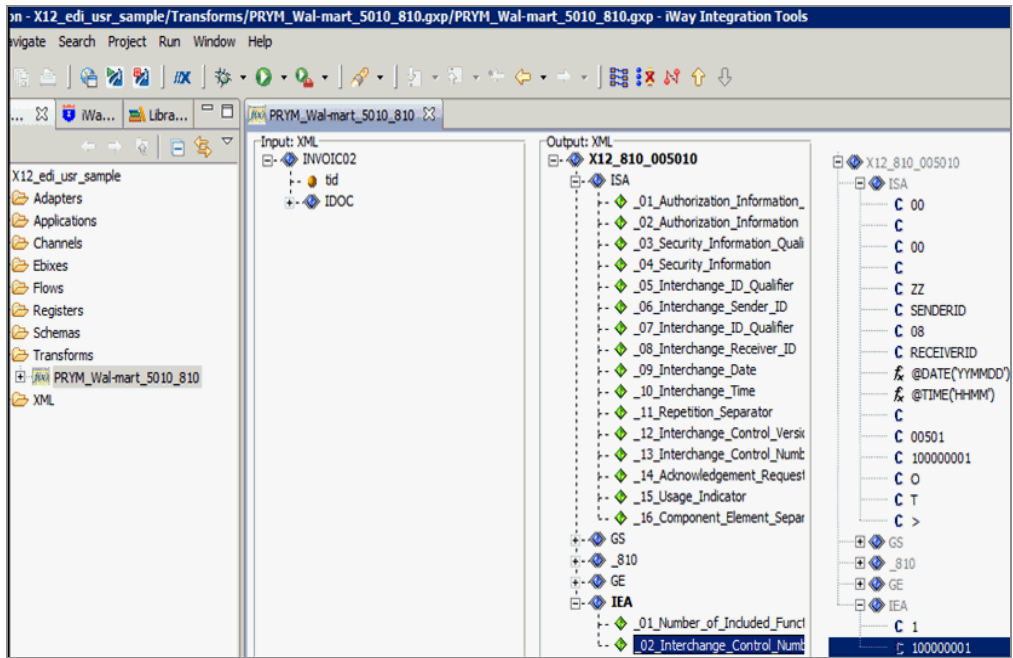 on - X12_edi_usr_sample/Transforms/PRYM_Wal-mart_5010_810.gxp/PRYM_Wal-mart_5010_810.gxp - iWay Integration Tools
avigate Search Project Run Window Help
... iWa... Libra...
X12_edi_usr_sample
Adapters
Applications
Channels
Ebixes
Flows
Registers
Schemas
Transforms
PRYM_Wal-mart_5010_810
XML
PRYM_Wal-mart_5010_810
Input: XML
INVOIC02
tid
IDOC
Output: XML
X12_810_005010
ISA
_01_Authorization_Information_
_02_Authorization_Information
_03_Security_Information_Quali
_04_Security_Information
_05_Interchange_ID_Qualifier
_06_Interchange_Sender_ID
_07_Interchange_ID_Qualifier
_08_Interchange_Receiver_ID
_09_Interchange_Date
_10_Interchange_Time
_11_Repetition_Separator
_12_Interchange_Control_Versic
_13_Interchange_Control_Numb
_14_Acknowledgement_Request
_15_Usage_Indicator
_16_Component_Element_Separ
GS
_810
GE
IEA
_01_Number_of_Included_Funct
_02_Interchange_Control_Numb
X12_810_005010
ISA
C 00
C
C 00
C
C ZZ
C SENDERID
C 08
C RECEIVERID
fx @DATE('YYMMDD')
fx @TIME('HHMM')
C
C 00501
C 100000001
C O
C T
C >
GS
_810
GE
IEA
C 1
C 100000001